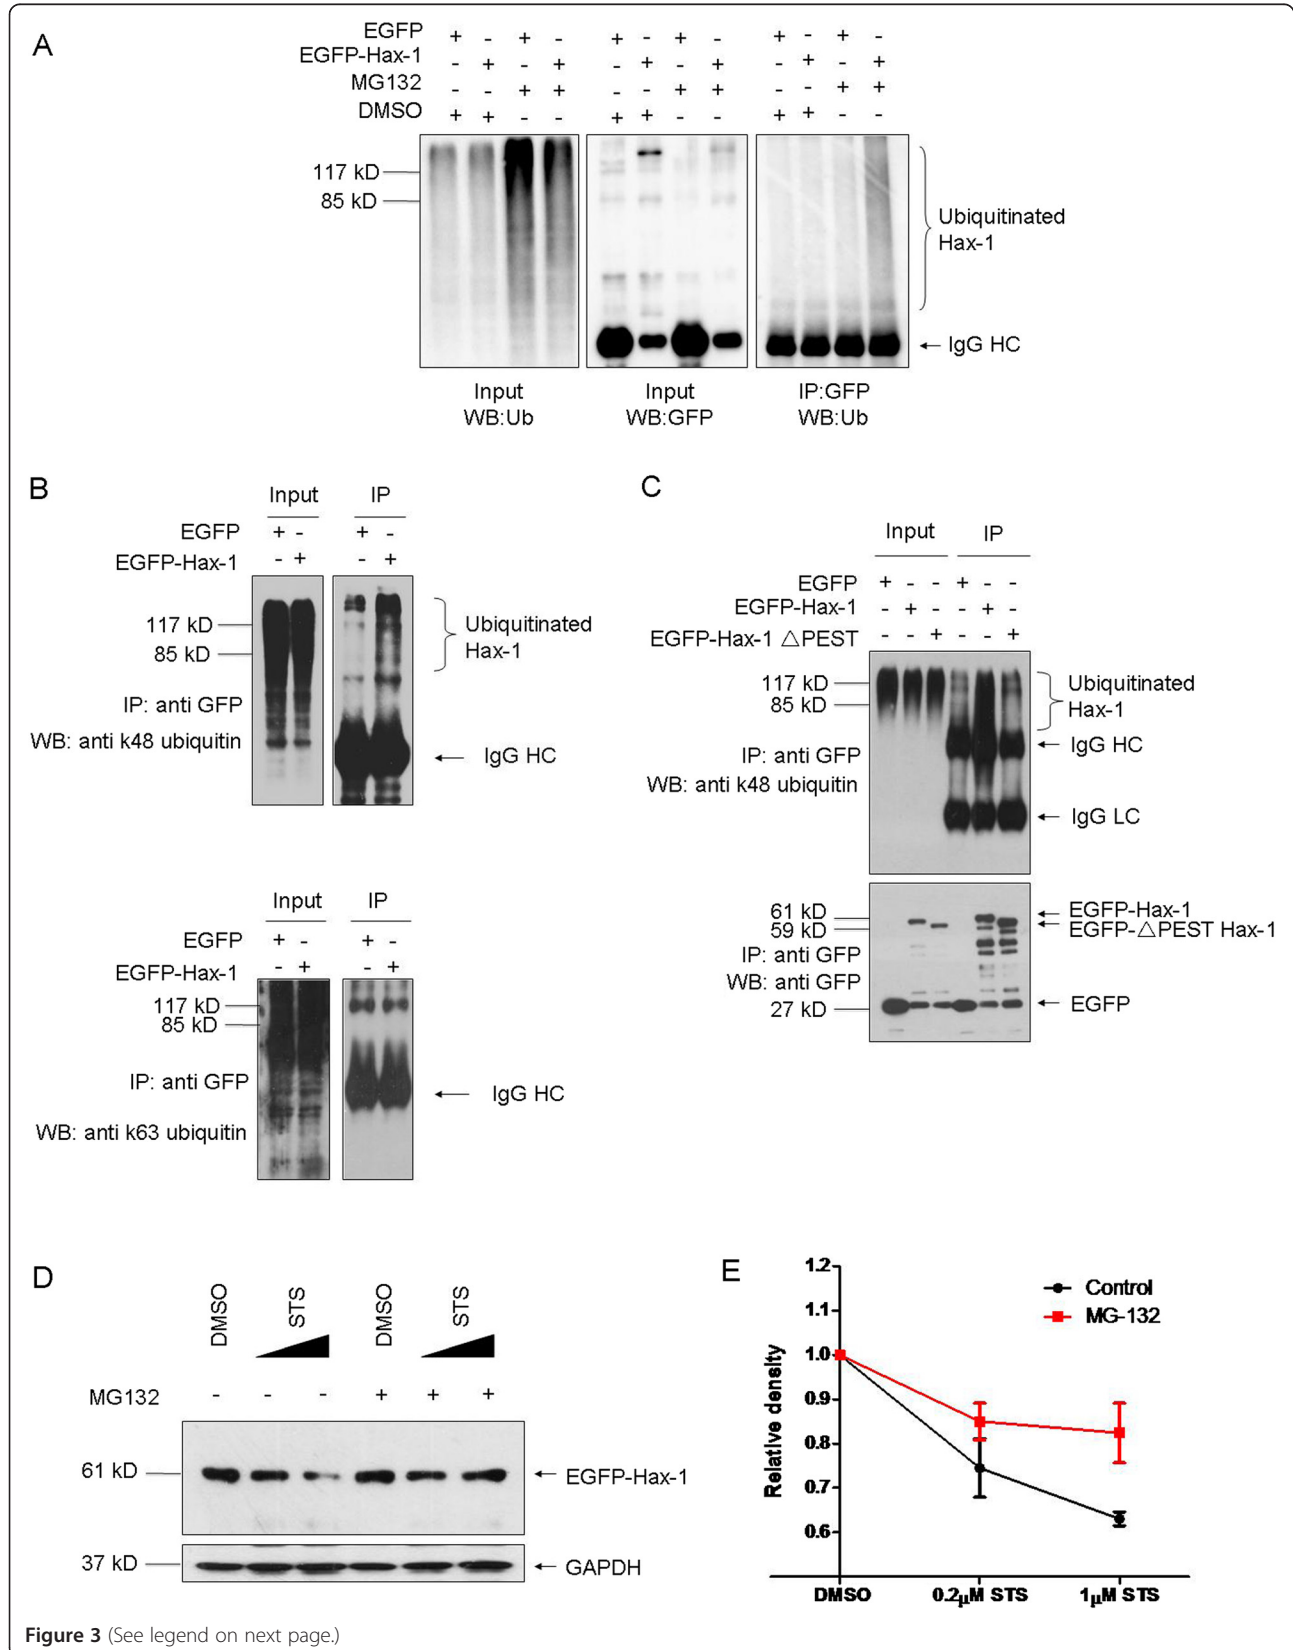 A
EGFP + - + - + - + - + - + -
EGFP-Hax-1 - + - + - + - + - + - +
MG132 - - + + - - + + - - + +
DMSO + + - - + + - - + + - -
117 kD
85 kD
Ubiquitinated
Hax-1
IgG HC
Input
WB:Ub
Input
WB:GFP
IP:GFP
WB:Ub
B
Input IP
EGFP + - + -
EGFP-Hax-1 - + - +
117 kD
85 kD
IP: anti GFP
WB: anti k48 ubiquitin
Ubiquitinated
Hax-1
IgG HC
Input IP
EGFP + - + -
EGFP-Hax-1 - + - +
117 kD
85 kD
IP: anti GFP
WB: anti k63 ubiquitin
IgG HC
C
Input IP
EGFP + - - + - -
EGFP-Hax-1 - + - - + -
EGFP-Hax-1 △PEST - - + - - +
117 kD
85 kD
IP: anti GFP
WB: anti k48 ubiquitin
Ubiquitinated
Hax-1
IgG HC
IgG LC
61 kD
59 kD
IP: anti GFP
WB: anti GFP
27 kD
EGFP-Hax-1
EGFP-△PEST Hax-1
EGFP
D
DMSO STS DMSO STS
MG132 - - - + + +
61 kD
EGFP-Hax-1
37 kD
GAPDH
E
Relative density
1.2
1.1
1.0
0.9
0.8
0.7
0.6
Control
MG-132
DMSO 0.2μM STS 1μM STS
Figure 3 (See legend on next page.)